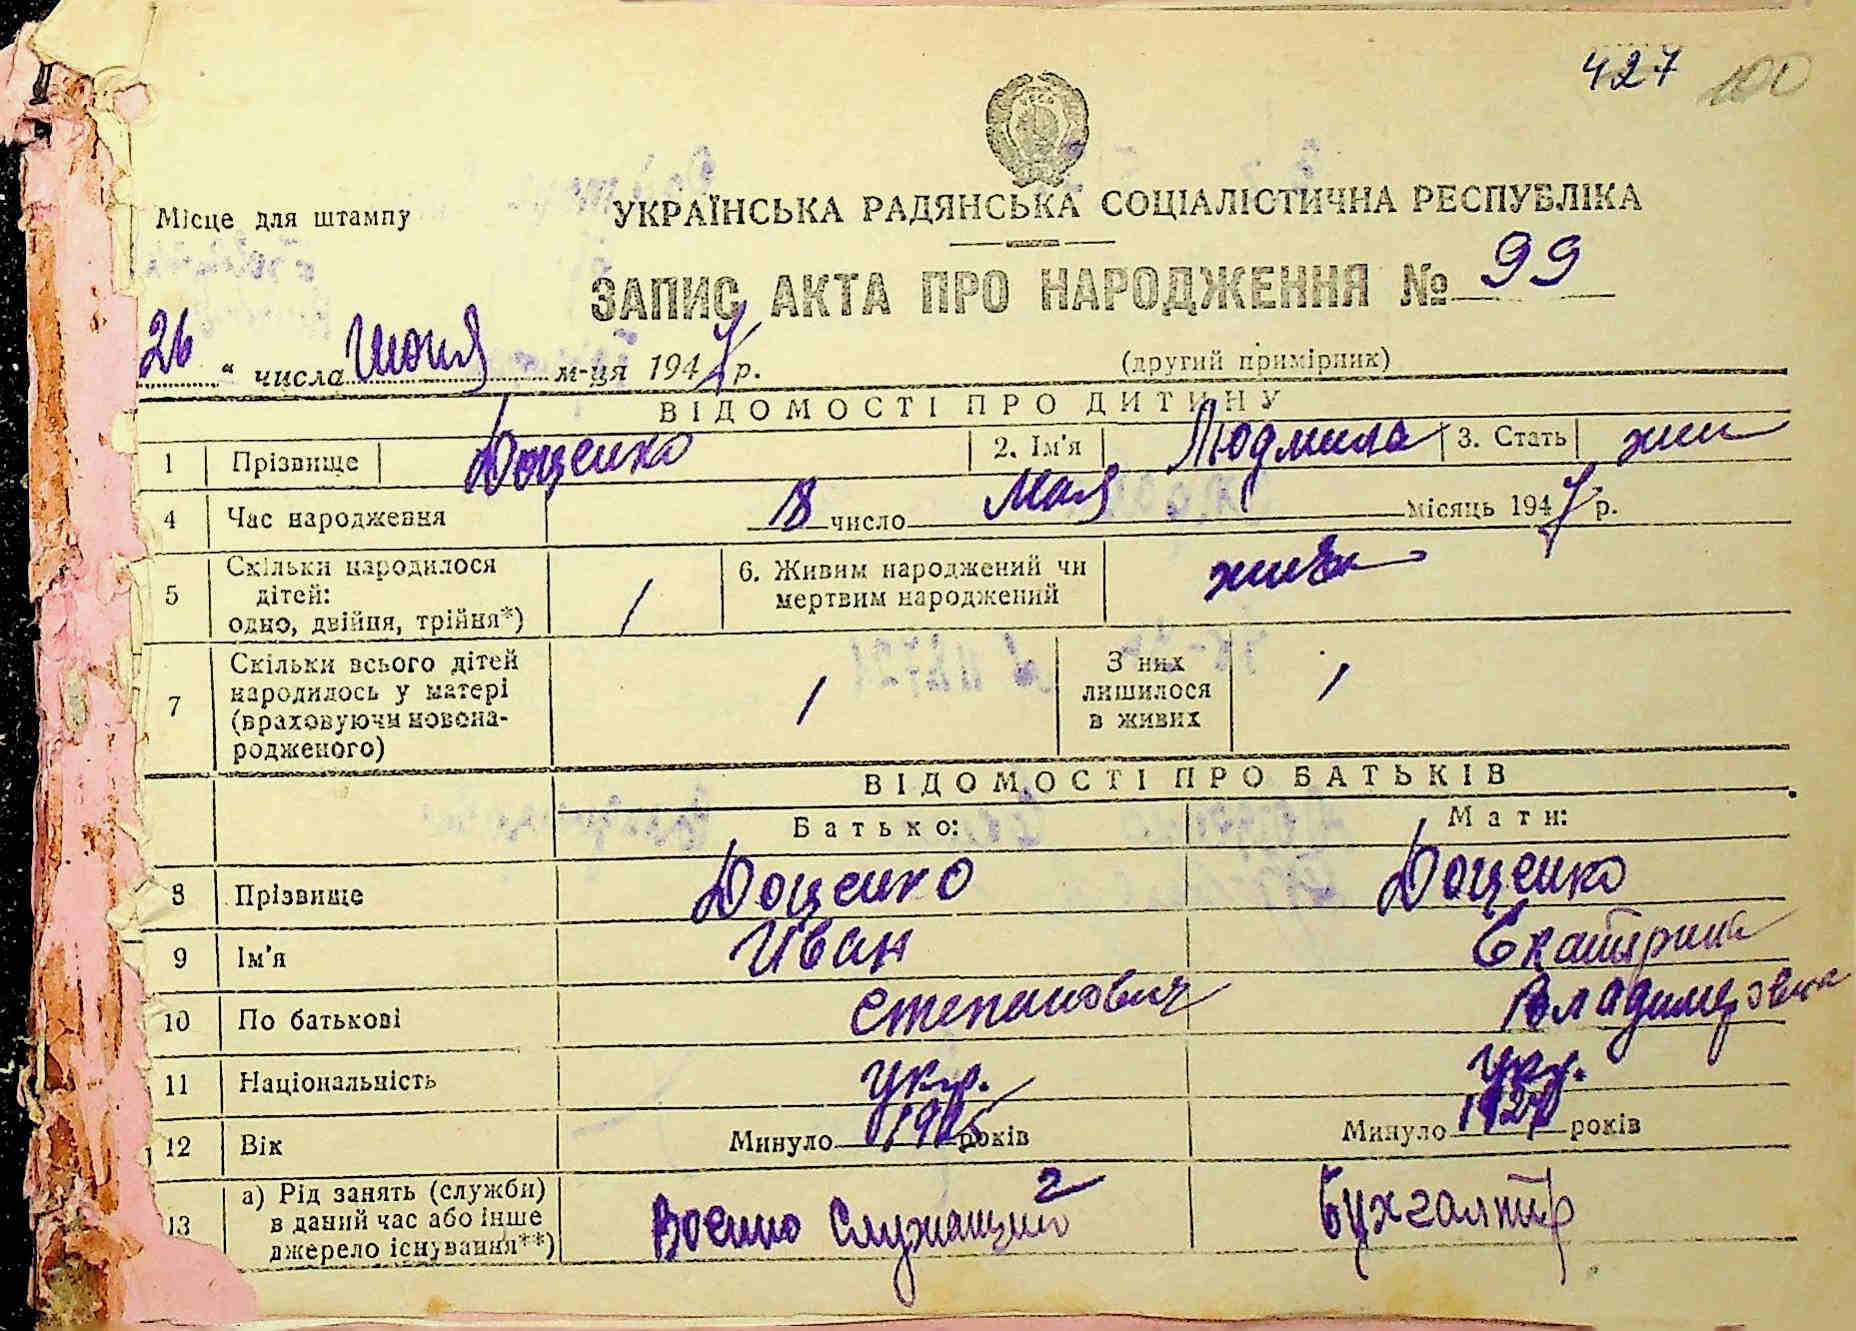 427 100
Місце для штампу
УКРАЇНСЬКА РАДЯНСЬКА СОЦІАЛІСТИЧНА РЕСПУБЛІКА
ЗАПИС АКТА ПРО НАРОДЖЕННЯ № 99
26 " числа июня м-ця 1947 р.
(другий примірник)
ВІДОМОСТІ ПРО ДИТИНУ
1 Прізвище Доценко 2. Ім'я Людмила 3. Стать жен
4 Час народження 18 число Мая місяць 1947 р.
5 Скільки народилося дітей: одно, двійня, трійня*) 1 6. Живим народжений чи мертвим народжений живой
7 Скільки всього дітей народилось у матері (враховуючи новонародженого) 1 З них лишилося в живих 1
ВІДОМОСТІ ПРО БАТЬКІВ
Батько: Мати:
8 Прізвище Доценко Доценко
9 Ім'я Иван Екатерина
10 По батькові Степанович Владимеровна
11 Національність укр. укр.
12 Вік Минуло років Минуло років
13 а) Рід занять (служби) в даний час або інше джерело існування**) Военно Служащий Бухгалтер